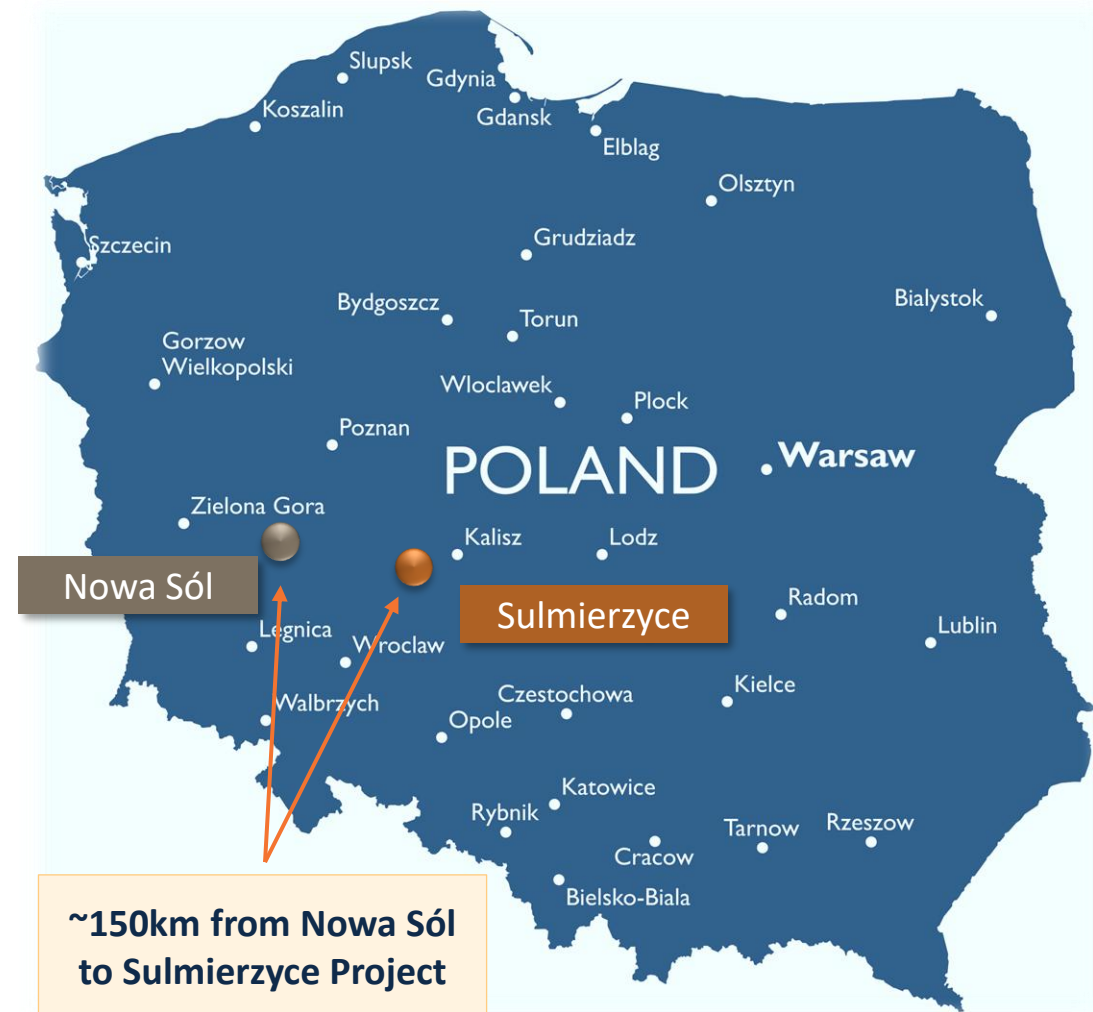 Slupsk
Gdynia
Koszalin
Gdansk
Elblag
Olsztyn
Szczecin
Grudziadz
Bialystok
Bydgoszcz
Torun
Gorzow
Wielkopolski
Wloclawek
Plock
Poznan
POLAND
Warsaw
Zielona Gora
Kalisz
Lodz
Nowa Sól
Sulmierzyce
Radom
Legnica
Wroclaw
Lublin
Kielce
Czestochowa
Walbrzych
Opole
Katowice
Rybnik
Tarnow
Rzeszow
Cracow
Bielsko-Biala
~150km from Nowa Sól
to Sulmierzyce Project